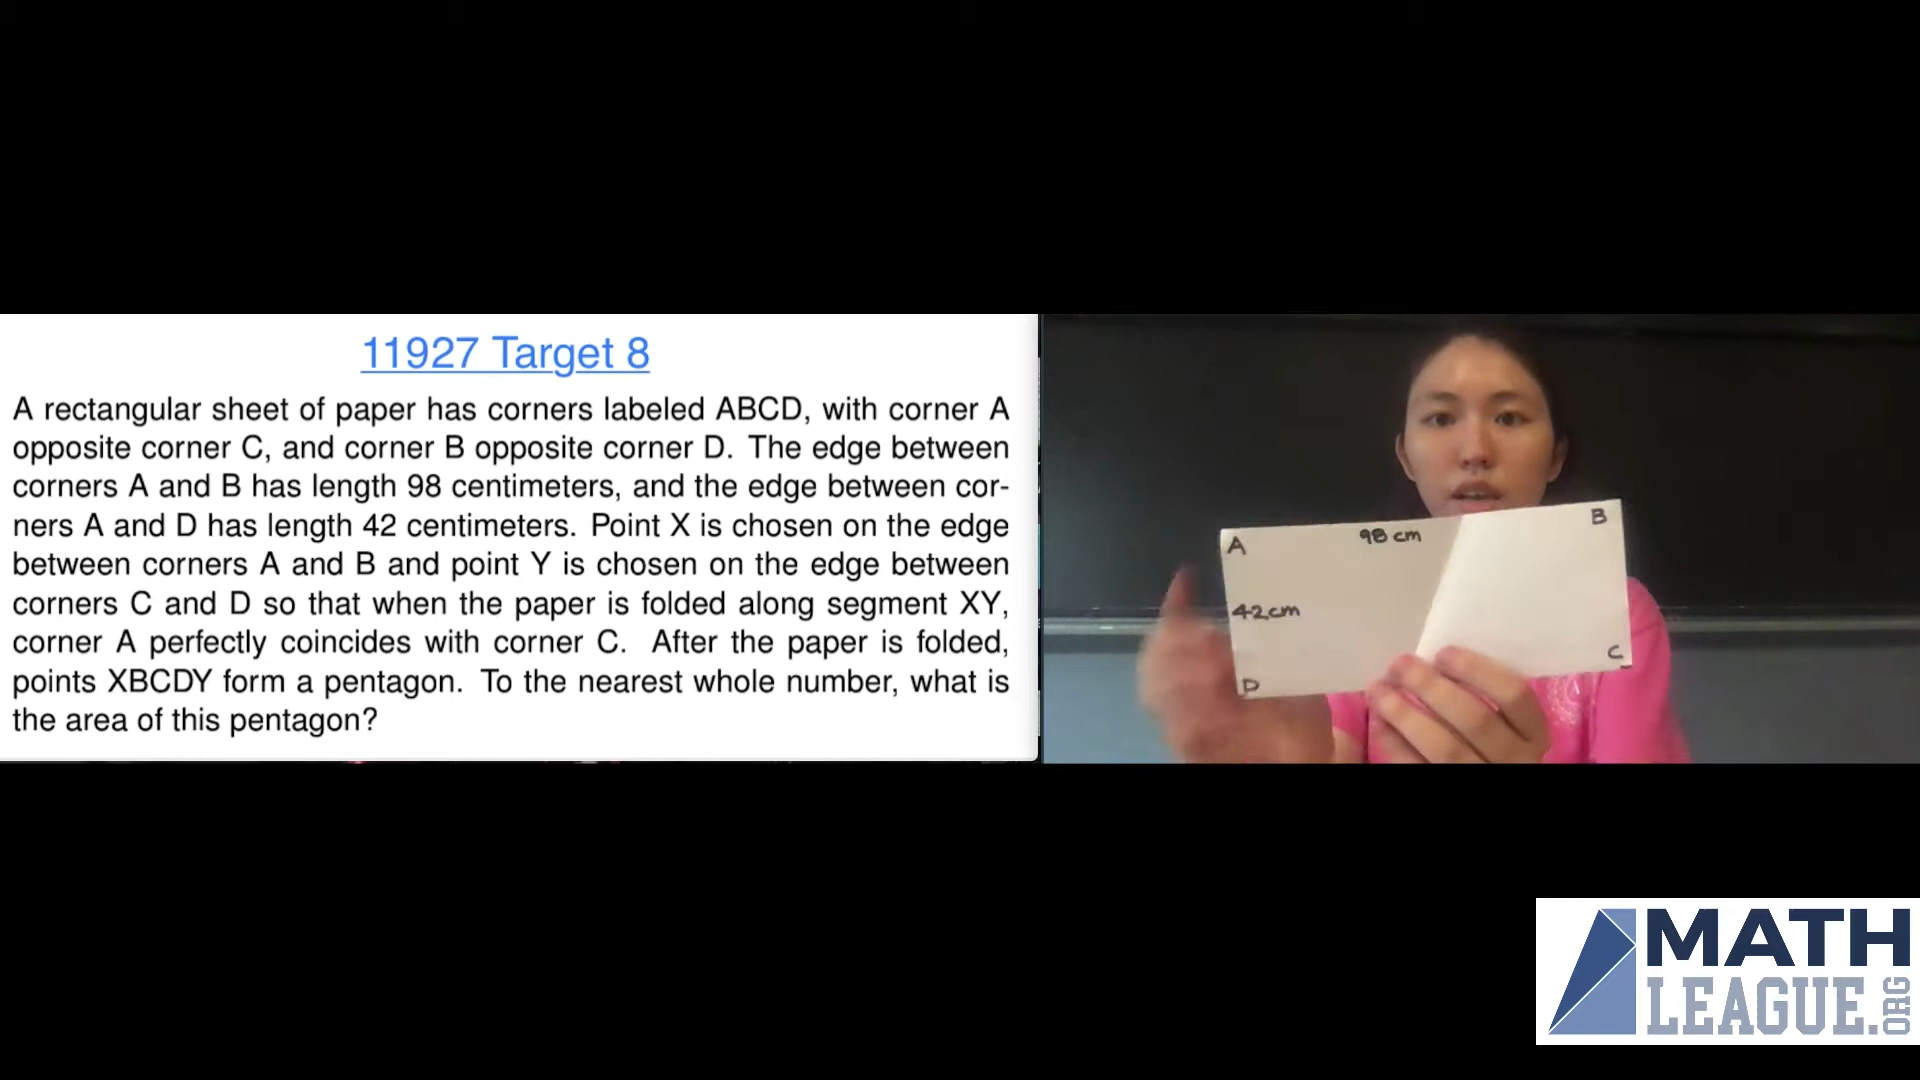 11927 Target 8
A rectangular sheet of paper has corners labeled ABCD, with corner A
opposite corner C, and corner B opposite corner D. The edge between
corners A and B has length 98 centimeters, and the edge between cor-
ners A and D has length 42 centimeters. Point X is chosen on the edge
between corners A and B and point Y is chosen on the edge between
corners C and D so that when the paper is folded along segment XY,
corner A perfectly coincides with corner C. After the paper is folded,
points XBCDY form a pentagon. To the nearest whole number, what is
the area of this pentagon?
A 98 cm B
42cm
D C
MATH
LEAGUE.ORG